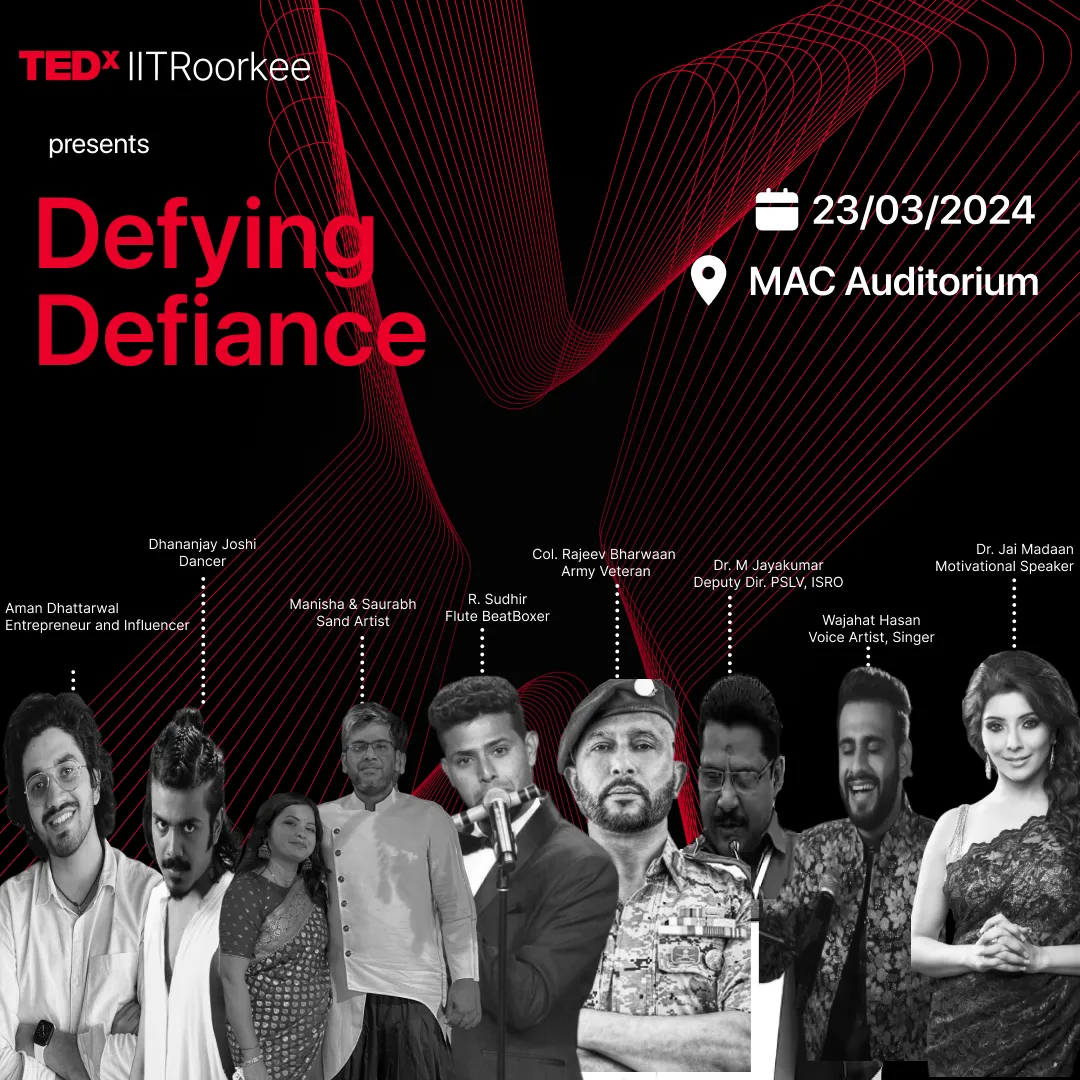 TEDx IITRoorkee
presents
Defying
Defiance
23/03/2024
MAC Auditorium
Aman Dhattarwal
Entrepreneur and Influencer
Dhananjay Joshi
Dancer
Manisha & Saurabh
Sand Artist
R. Sudhir
Flute BeatBoxer
Col. Rajeev Bharwaan
Army Veteran
Dr. M Jayakumar
Deputy Dir. PSLV, ISRO
Wajahat Hasan
Voice Artist, Singer
Dr. Jai Madaan
Motivational Speaker